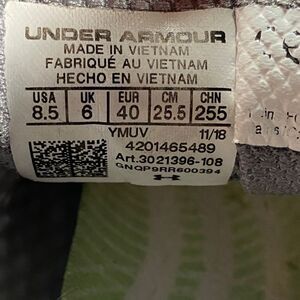 UNDER ARMOUR
MADE IN VIETNAM
FABRIQUÉ AU VIETNAM
HECHO EN VIETNAM
USA UK EUR CM CHN
8.5 6 40 25.5 255
YMUV 11/18
4201465489
Art.3021396-108
GNQP9RR600394